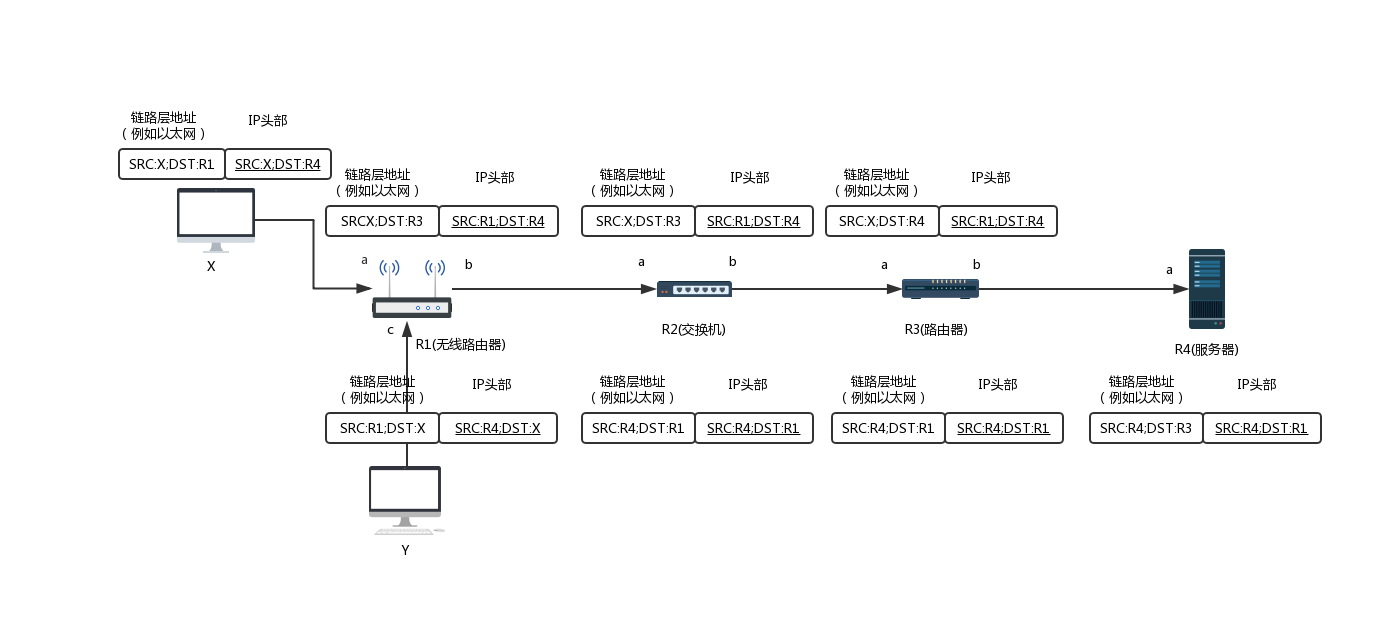 链路层地址
（例如以太网）
IP头部
SRC:X;DST:R1
SRC:X;DST:R4
X
链路层地址
（例如以太网）
IP头部
SRCX;DST:R3
SRC:R1;DST:R4
链路层地址
（例如以太网）
IP头部
SRC:X;DST:R3
SRC:R1;DST:R4
链路层地址
（例如以太网）
IP头部
SRC:X;DST:R4
SRC:R1;DST:R4
a
b
c
R1(无线路由器)
a
b
R2(交换机)
a
b
R3(路由器)
a
R4(服务器)
链路层地址
（例如以太网）
IP头部
SRC:R1;DST:X
SRC:R4;DST:X
链路层地址
（例如以太网）
IP头部
SRC:R4;DST:R1
SRC:R4;DST:R1
链路层地址
（例如以太网）
IP头部
SRC:R4;DST:R1
SRC:R4;DST:R1
链路层地址
（例如以太网）
IP头部
SRC:R4;DST:R3
SRC:R4;DST:R1
Y